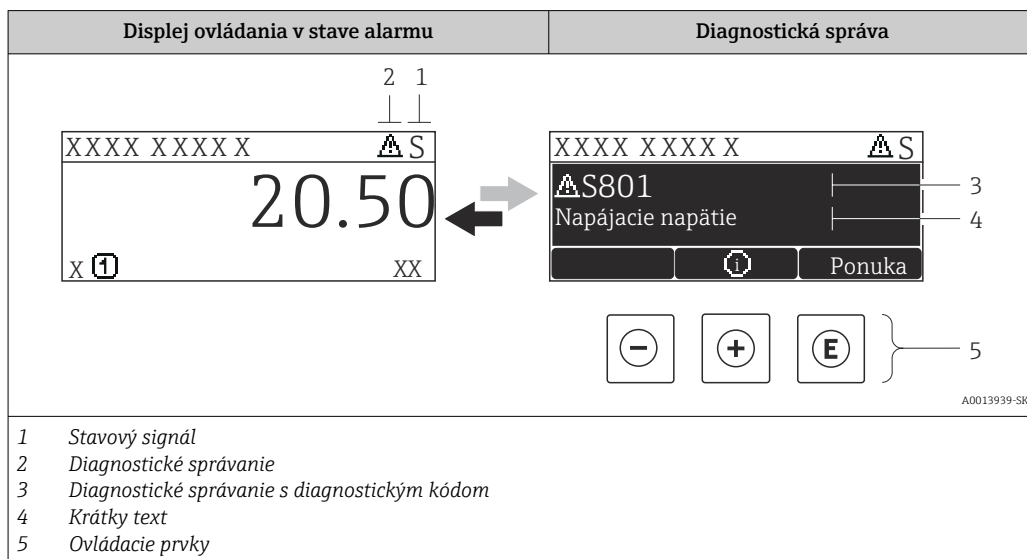 Displej ovládania v stave alarmu Diagnostická správa
2 1
XXXX XXXXX S
20.50
X 1 XX
XXXX XXXXX S
S801 3
Napájacie napätie 4
i Ponuka
- + E 5
A0013939-SK
1 Stavový signál
2 Diagnostické správanie
3 Diagnostické správanie s diagnostickým kódom
4 Krátky text
5 Ovládacie prvky